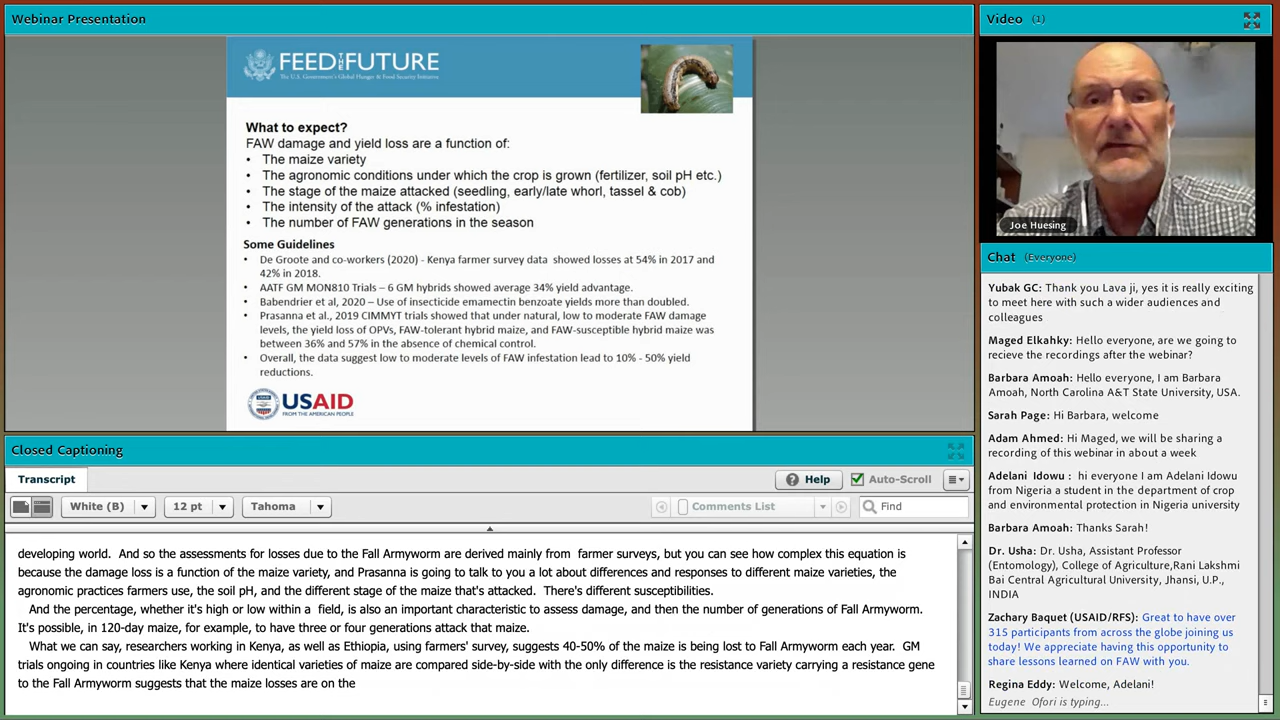 Webinar Presentation
FEED THE FUTURE
The U.S. Government's Global Hunger & Food Security Initiative
What to expect?
FAW damage and yield loss are a function of:
• The maize variety
• The agronomic conditions under which the crop is grown (fertilizer, soil pH etc.)
• The stage of the maize attacked (seedling, early/late whorl, tassel & cob)
• The intensity of the attack (% infestation)
• The number of FAW generations in the season
Some Guidelines
• De Groote and co-workers (2020) - Kenya farmer survey data showed losses at 54% in 2017 and
42% in 2018.
• AATF GM MON810 Trials – 6 GM hybrids showed average 34% yield advantage.
• Babendrier et al, 2020 – Use of insecticide emamectin benzoate yields more than doubled.
• Prasanna et al., 2019 CIMMYT trials showed that under natural, low to moderate FAW damage
levels, the yield loss of OPVs, FAW-tolerant hybrid maize, and FAW-susceptible hybrid maize was
between 36% and 57% in the absence of chemical control.
• Overall, the data suggest low to moderate levels of FAW infestation lead to 10% - 50% yield
reductions.
USAID
FROM THE AMERICAN PEOPLE
Closed Captioning
Transcript
Help
Auto-Scroll
White (B)
12 pt
Tahoma
Comments List
Find
developing world. And so the assessments for losses due to the Fall Armyworm are derived mainly from farmer surveys, but you can see how complex this equation is
because the damage loss is a function of the maize variety, and Prasanna is going to talk to you a lot about differences and responses to different maize varieties, the
agronomic practices farmers use, the soil pH, and the different stage of the maize that's attacked. There's different susceptibilities.
And the percentage, whether it's high or low within a field, is also an important characteristic to assess damage, and then the number of generations of Fall Armyworm.
It's possible, in 120-day maize, for example, to have three or four generations attack that maize.
What we can say, researchers working in Kenya, as well as Ethiopia, using farmers' survey, suggests 40-50% of the maize is being lost to Fall Armyworm each year. GM
trials ongoing in countries like Kenya where identical varieties of maize are compared side-by-side with the only difference is the resistance variety carrying a resistance gene
to the Fall Armyworm suggests that the maize losses are on the
Video (1)
Joe Huesing
Chat (Everyone)
Yubak GC: Thank you Lava ji, yes it is really exciting
to meet here with such a wider audiences and
colleagues
Maged Elkahky: Hello everyone, are we going to
recieve the recordings after the webinar?
Barbara Amoah: Hello everyone, I am Barbara
Amoah, North Carolina A&T State University, USA.
Sarah Page: Hi Barbara, welcome
Adam Ahmed: Hi Maged, we will be sharing a
recording of this webinar in about a week
Adelani Idowu : hi everyone I am Adelani Idowu
from Nigeria a student in the department of crop
and environmental protection in Nigeria university
Barbara Amoah: Thanks Sarah!
Dr. Usha: Dr. Usha, Assistant Professor
(Entomology), College of Agriculture,Rani Lakshmi
Bai Central Agricultural University, Jhansi, U.P.,
INDIA
Zachary Baquet (USAID/RFS): Great to have over
315 participants from across the globe joining us
today! We appreciate having this opportunity to
share lessons learned on FAW with you.
Regina Eddy: Welcome, Adelani!
Eugene Ofori is typing...